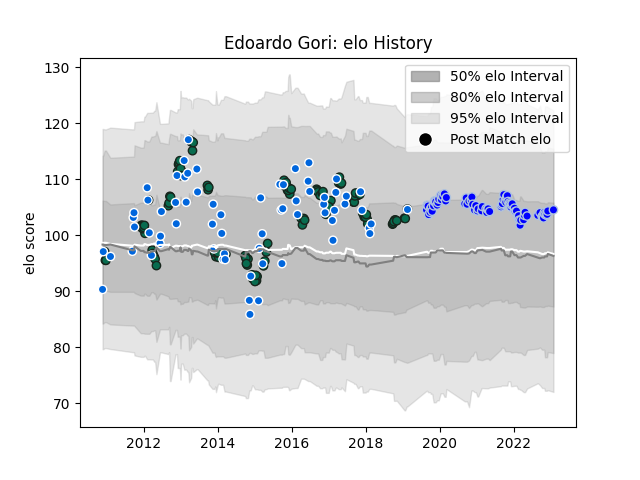 Edoardo Gori: elo History
130
120
110
100
90
80
70
elo score
50% elo Interval
80% elo Interval
95% elo Interval
Post Match elo
2012
2014
2016
2018
2020
2022